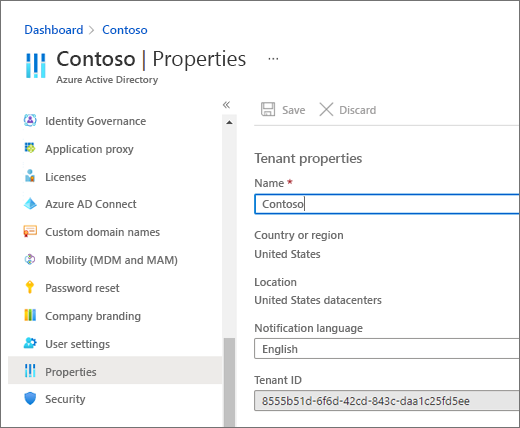 Dashboard > Contoso >
Contoso | Properties ...
Azure Active Directory
«
Identity Governance
Application proxy
Licenses
Azure AD Connect
Custom domain names
Mobility (MDM and MAM)
Password reset
Company branding
User settings
Properties
Security
Save Discard
Tenant properties
Name *
Contoso
Country or region
United States
Location
United States datacenters
Notification language
English
Tenant ID
8555b51d-6f6d-42cd-843c-daa1c25fd5ee